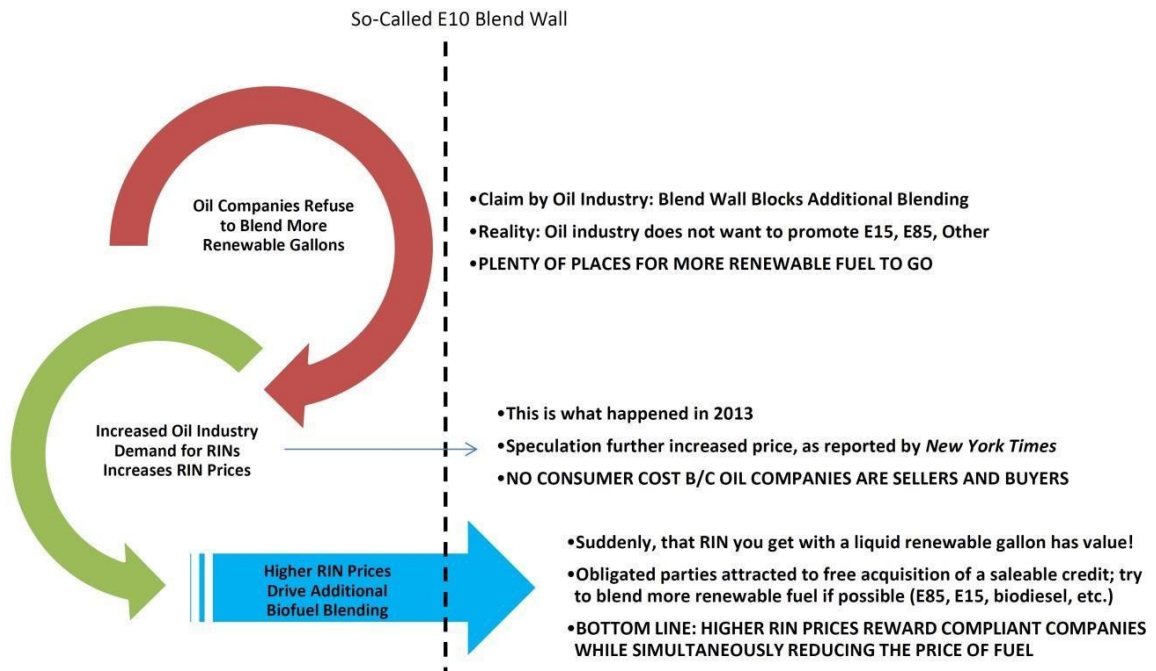 So-Called E10 Blend Wall
Oil Companies Refuse
to Blend More
Renewable Gallons
•Claim by Oil Industry: Blend Wall Blocks Additional Blending
•Reality: Oil industry does not want to promote E15, E85, Other
•PLENTY OF PLACES FOR MORE RENEWABLE FUEL TO GO
Increased Oil Industry
Demand for RINs
Increases RIN Prices
•This is what happened in 2013
•Speculation further increased price, as reported by New York Times
•NO CONSUMER COST B/C OIL COMPANIES ARE SELLERS AND BUYERS
Higher RIN Prices
Drive Additional
Biofuel Blending
•Suddenly, that RIN you get with a liquid renewable gallon has value!
•Obligated parties attracted to free acquisition of a saleable credit; try
to blend more renewable fuel if possible (E85, E15, biodiesel, etc.)
•BOTTOM LINE: HIGHER RIN PRICES REWARD COMPLIANT COMPANIES
WHILE SIMULTANEOUSLY REDUCING THE PRICE OF FUEL